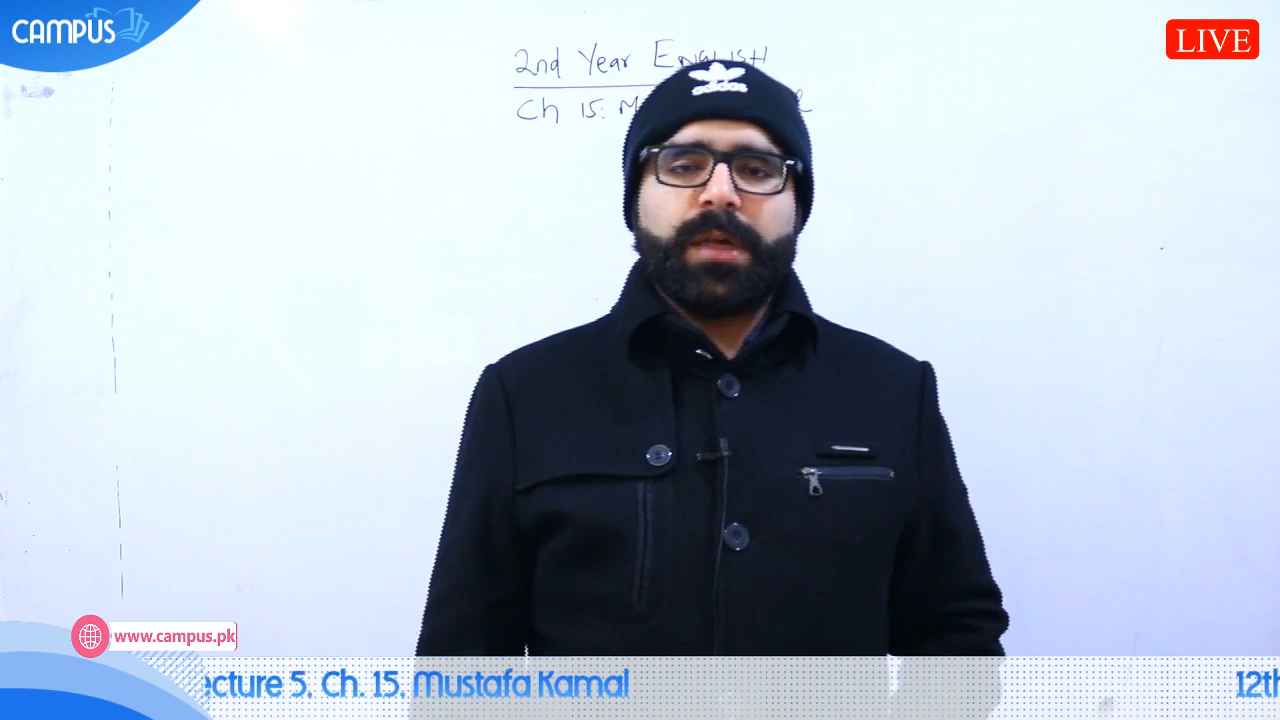 CAMPUS
LIVE
2nd Year English
Ch 15:
adidas
www.campus.pk
ecture 5, Ch. 15, Mustafa Kamal
12th